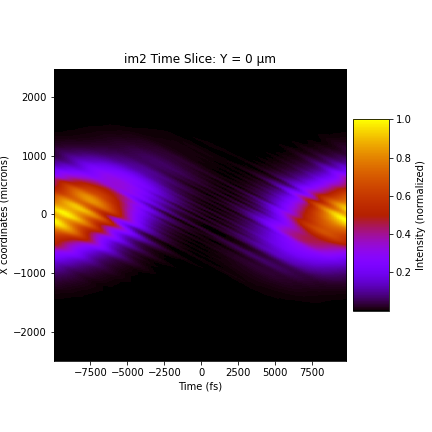 im2 Time Slice: Y = 0 μm
2000
1000
0
−1000
−2000
X coordinates (microns)
−7500 −5000 −2500 0 2500 5000 7500
Time (fs)
1.0
0.8
0.6
0.4
0.2
Intensity (normalized)